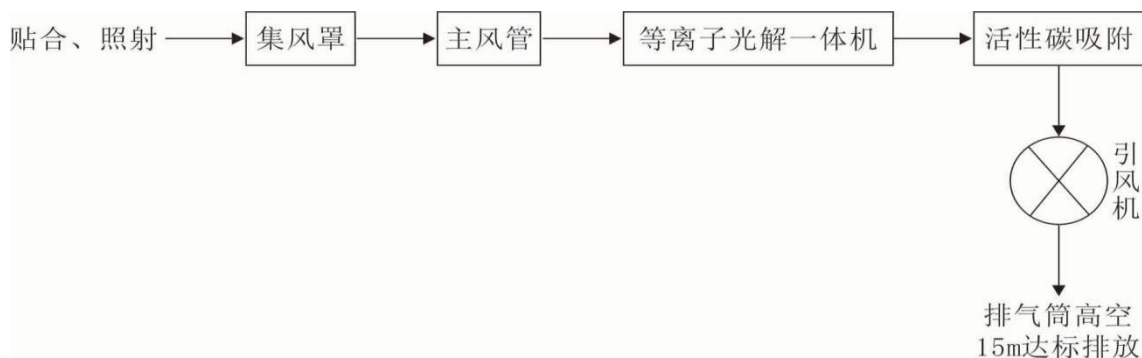 贴合、照射
集风罩
主风管
等离子光解一体机
活性碳吸附
引风机
排气筒高空
15m达标排放